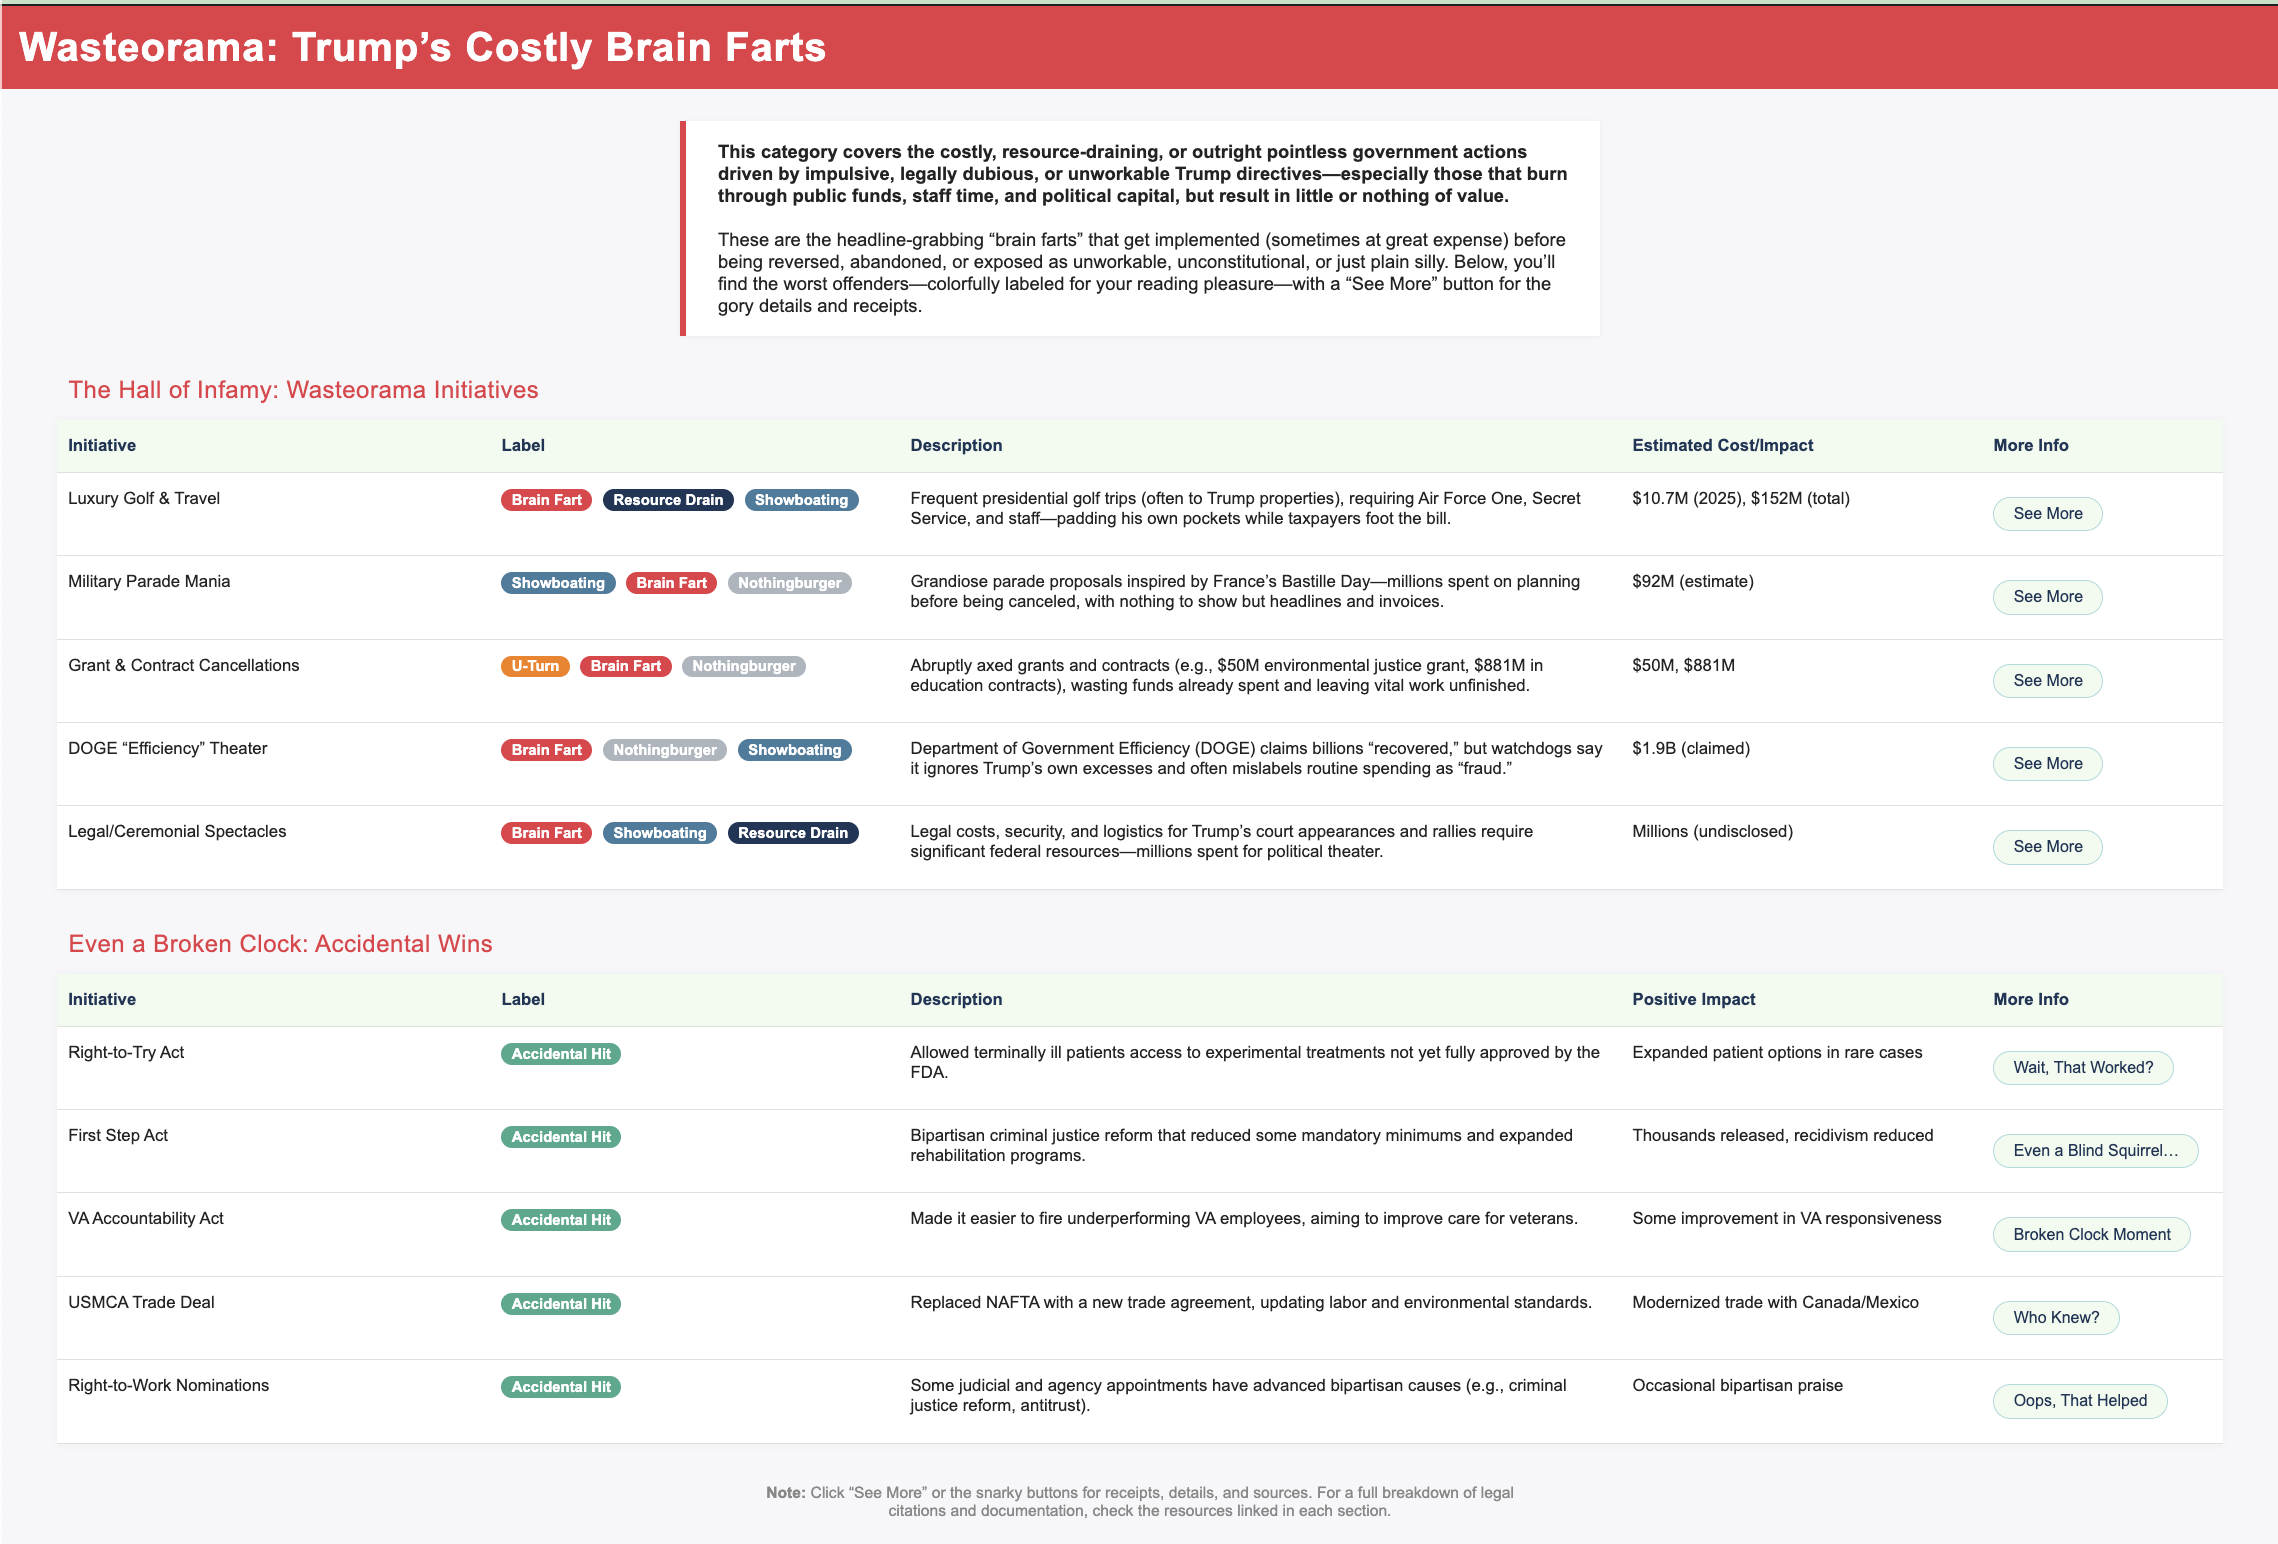 Wasteorama: Trump’s Costly Brain Farts
This category covers the costly, resource-draining, or outright pointless government actions
driven by impulsive, legally dubious, or unworkable Trump directives—especially those that burn
through public funds, staff time, and political capital, but result in little or nothing of value.
These are the headline-grabbing “brain farts” that get implemented (sometimes at great expense) before
being reversed, abandoned, or exposed as unworkable, unconstitutional, or just plain silly. Below, you’ll
find the worst offenders—colorfully labeled for your reading pleasure—with a “See More” button for the
gory details and receipts.
The Hall of Infamy: Wasteorama Initiatives
Initiative Label Description Estimated Cost/Impact More Info
Luxury Golf & Travel Brain Fart Resource Drain Showboating Frequent presidential golf trips (often to Trump properties), requiring Air Force One, Secret $10.7M (2025), $152M (total)
Service, and staff—padding his own pockets while taxpayers foot the bill. See More
Military Parade Mania Showboating Brain Fart Nothingburger Grandiose parade proposals inspired by France’s Bastille Day—millions spent on planning $92M (estimate)
before being canceled, with nothing to show but headlines and invoices. See More
Grant & Contract Cancellations U-Turn Brain Fart Nothingburger Abruptly axed grants and contracts (e.g., $50M environmental justice grant, $881M in $50M, $881M
education contracts), wasting funds already spent and leaving vital work unfinished. See More
DOGE “Efficiency” Theater Brain Fart Nothingburger Showboating Department of Government Efficiency (DOGE) claims billions “recovered,” but watchdogs say $1.9B (claimed)
it ignores Trump’s own excesses and often mislabels routine spending as “fraud.” See More
Legal/Ceremonial Spectacles Brain Fart Showboating Resource Drain Legal costs, security, and logistics for Trump’s court appearances and rallies require Millions (undisclosed)
significant federal resources—millions spent for political theater. See More
Even a Broken Clock: Accidental Wins
Initiative Label Description Positive Impact More Info
Right-to-Try Act Accidental Hit Allowed terminally ill patients access to experimental treatments not yet fully approved by the Expanded patient options in rare cases
FDA. Wait, That Worked?
First Step Act Accidental Hit Bipartisan criminal justice reform that reduced some mandatory minimums and expanded Thousands released, recidivism reduced
rehabilitation programs. Even a Blind Squirrel…
VA Accountability Act Accidental Hit Made it easier to fire underperforming VA employees, aiming to improve care for veterans. Some improvement in VA responsiveness
Broken Clock Moment
USMCA Trade Deal Accidental Hit Replaced NAFTA with a new trade agreement, updating labor and environmental standards. Modernized trade with Canada/Mexico
Who Knew?
Right-to-Work Nominations Accidental Hit Some judicial and agency appointments have advanced bipartisan causes (e.g., criminal Occasional bipartisan praise
justice reform, antitrust). Oops, That Helped
Note: Click “See More” or the snarky buttons for receipts, details, and sources. For a full breakdown of legal
citations and documentation, check the resources linked in each section.